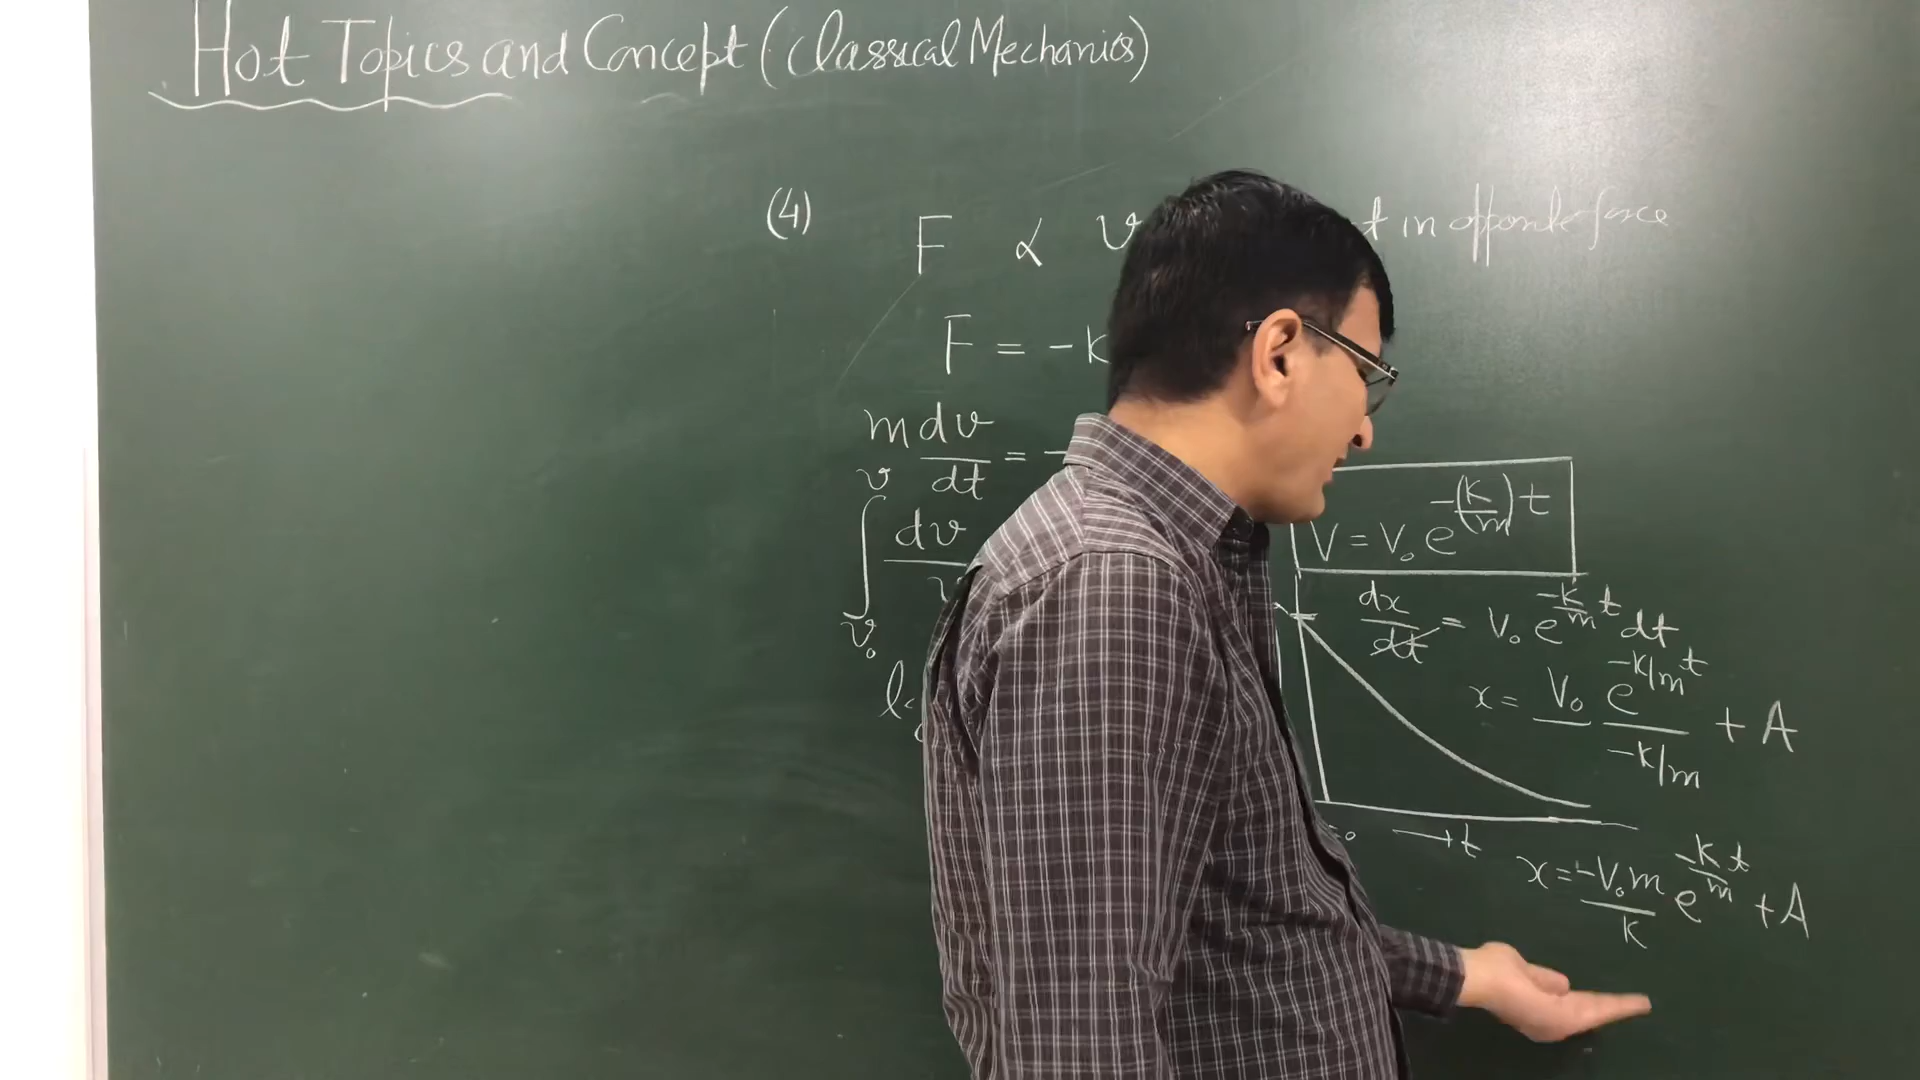 Hot Topics and Concept (Classical Mechanics)
(4) F ∝ v t in opposite force
F = -k
m dv/dt = -
∫_{v₀}^{v} dv/v
V = V₀ e^{-(k/m)t}
dx/dt = V₀ e^{-k/m t} dt
x = V₀ e^{-k/m t}/-k/m + A
→ t
x = -V₀m/k e^{-k/m t} + A